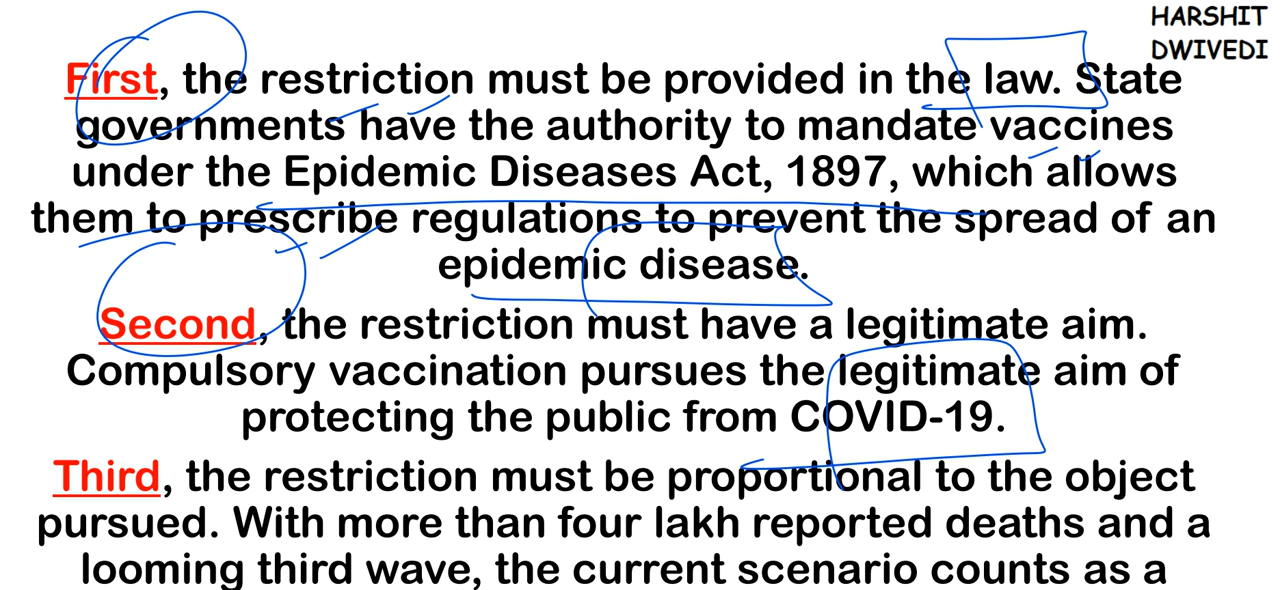 HARSHIT
DWIVEDI
First, the restriction must be provided in the law. State
governments have the authority to mandate vaccines
under the Epidemic Diseases Act, 1897, which allows
them to prescribe regulations to prevent the spread of an
epidemic disease.
Second, the restriction must have a legitimate aim.
Compulsory vaccination pursues the legitimate aim of
protecting the public from COVID-19.
Third, the restriction must be proportional to the object
pursued. With more than four lakh reported deaths and a
looming third wave, the current scenario counts as a